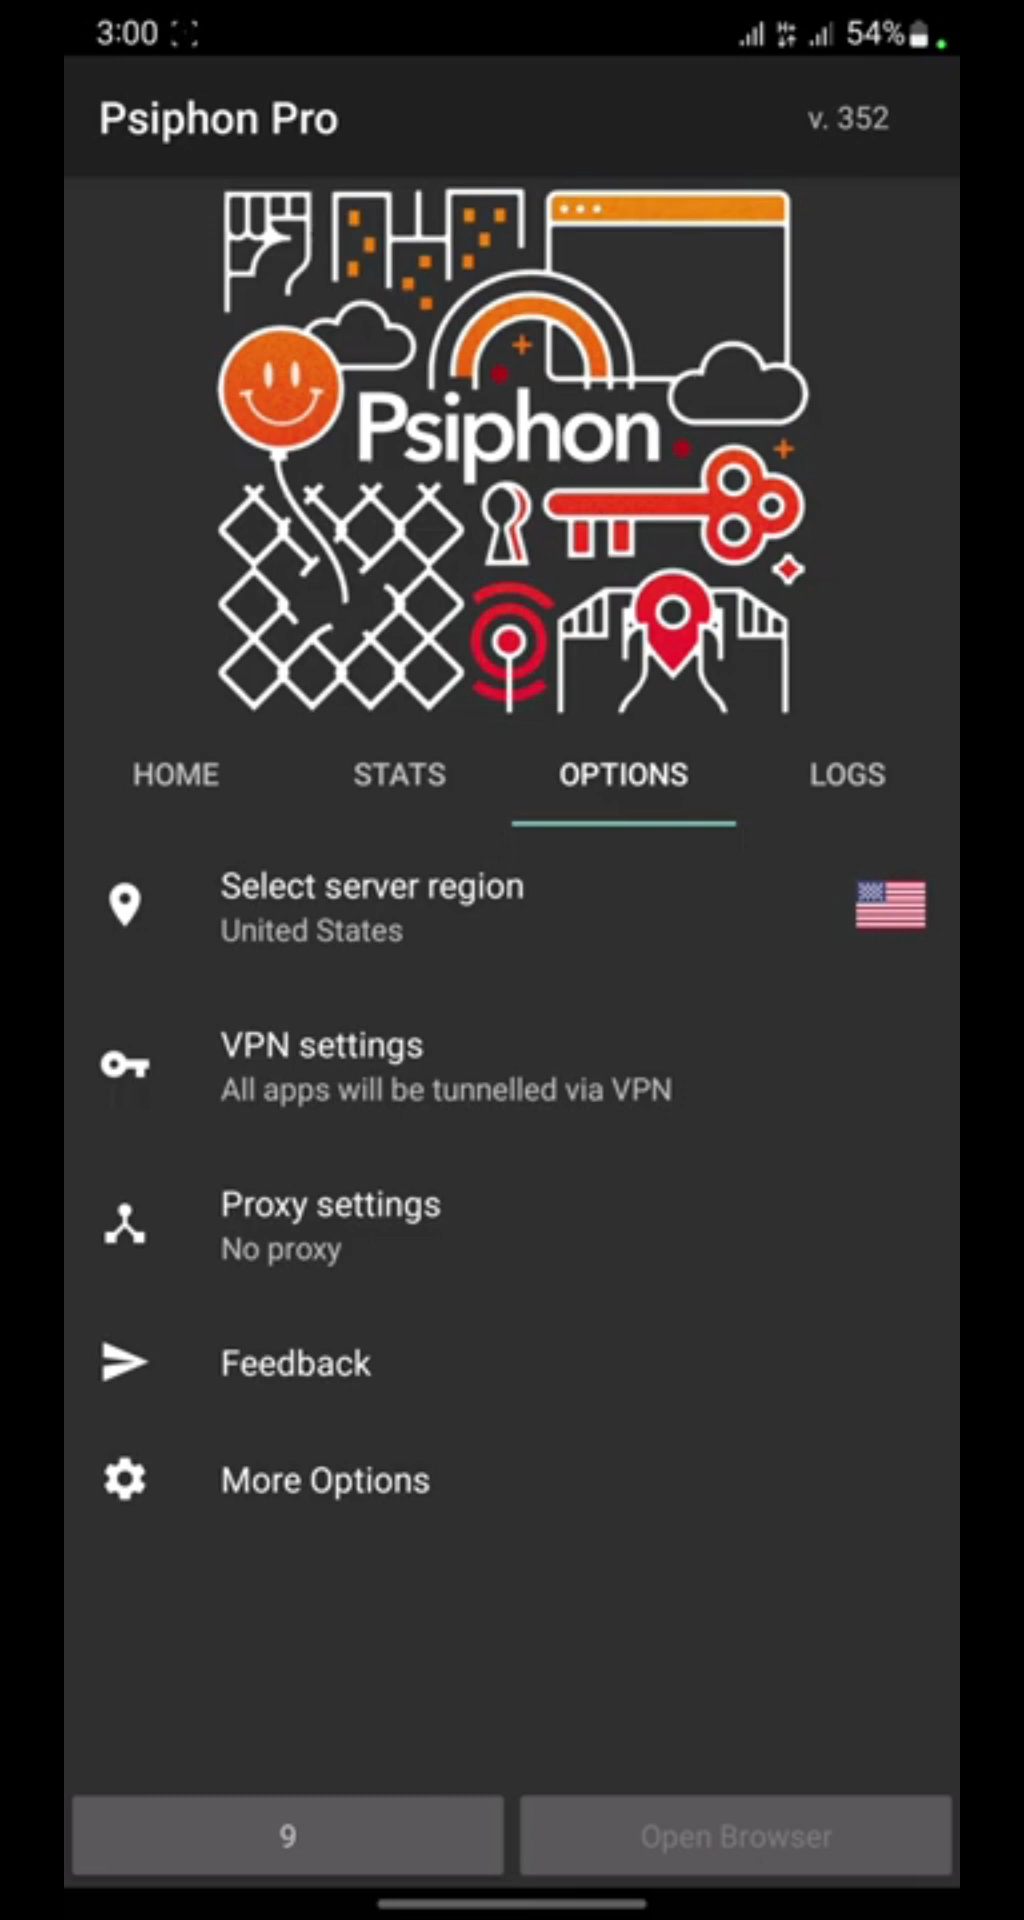 3:00 54%
Psiphon Pro v. 352
Psiphon
HOME STATS OPTIONS LOGS
Select server region
United States
VPN settings
All apps will be tunnelled via VPN
Proxy settings
No proxy
Feedback
More Options
9 Open Browser